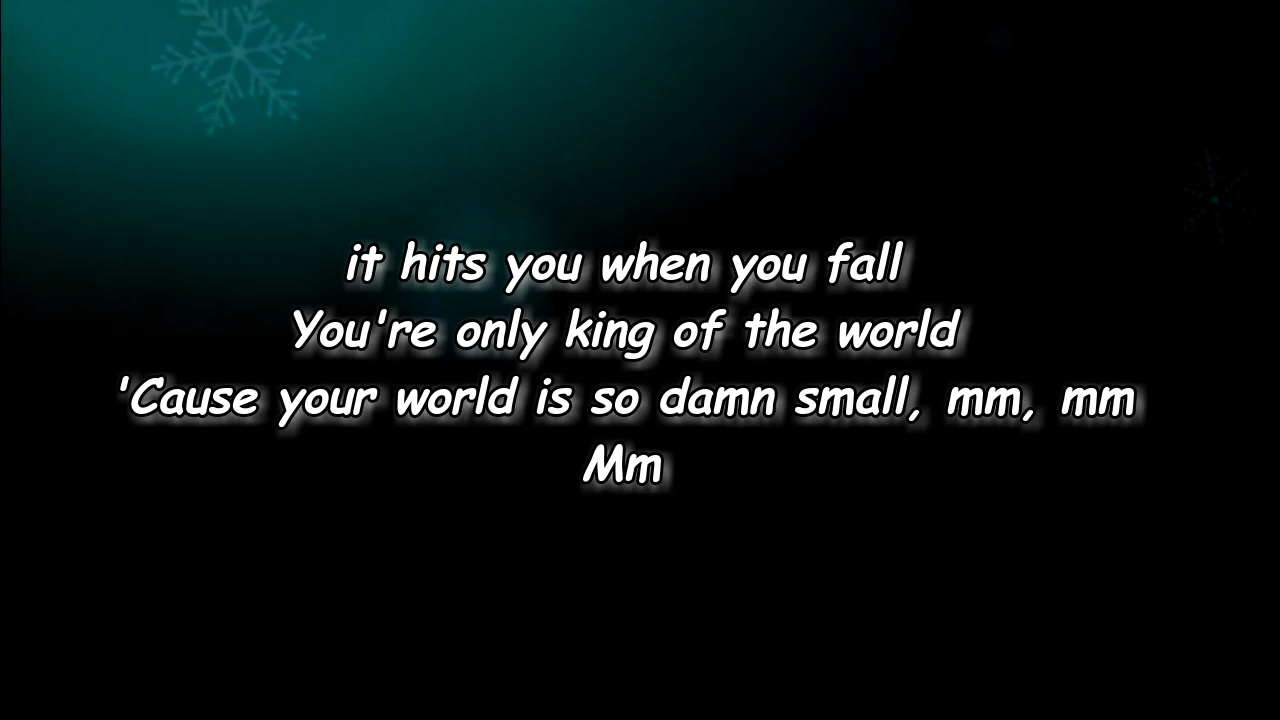 it hits you when you fall
You're only king of the world
'Cause your world is so damn small, mm, mm
Mm